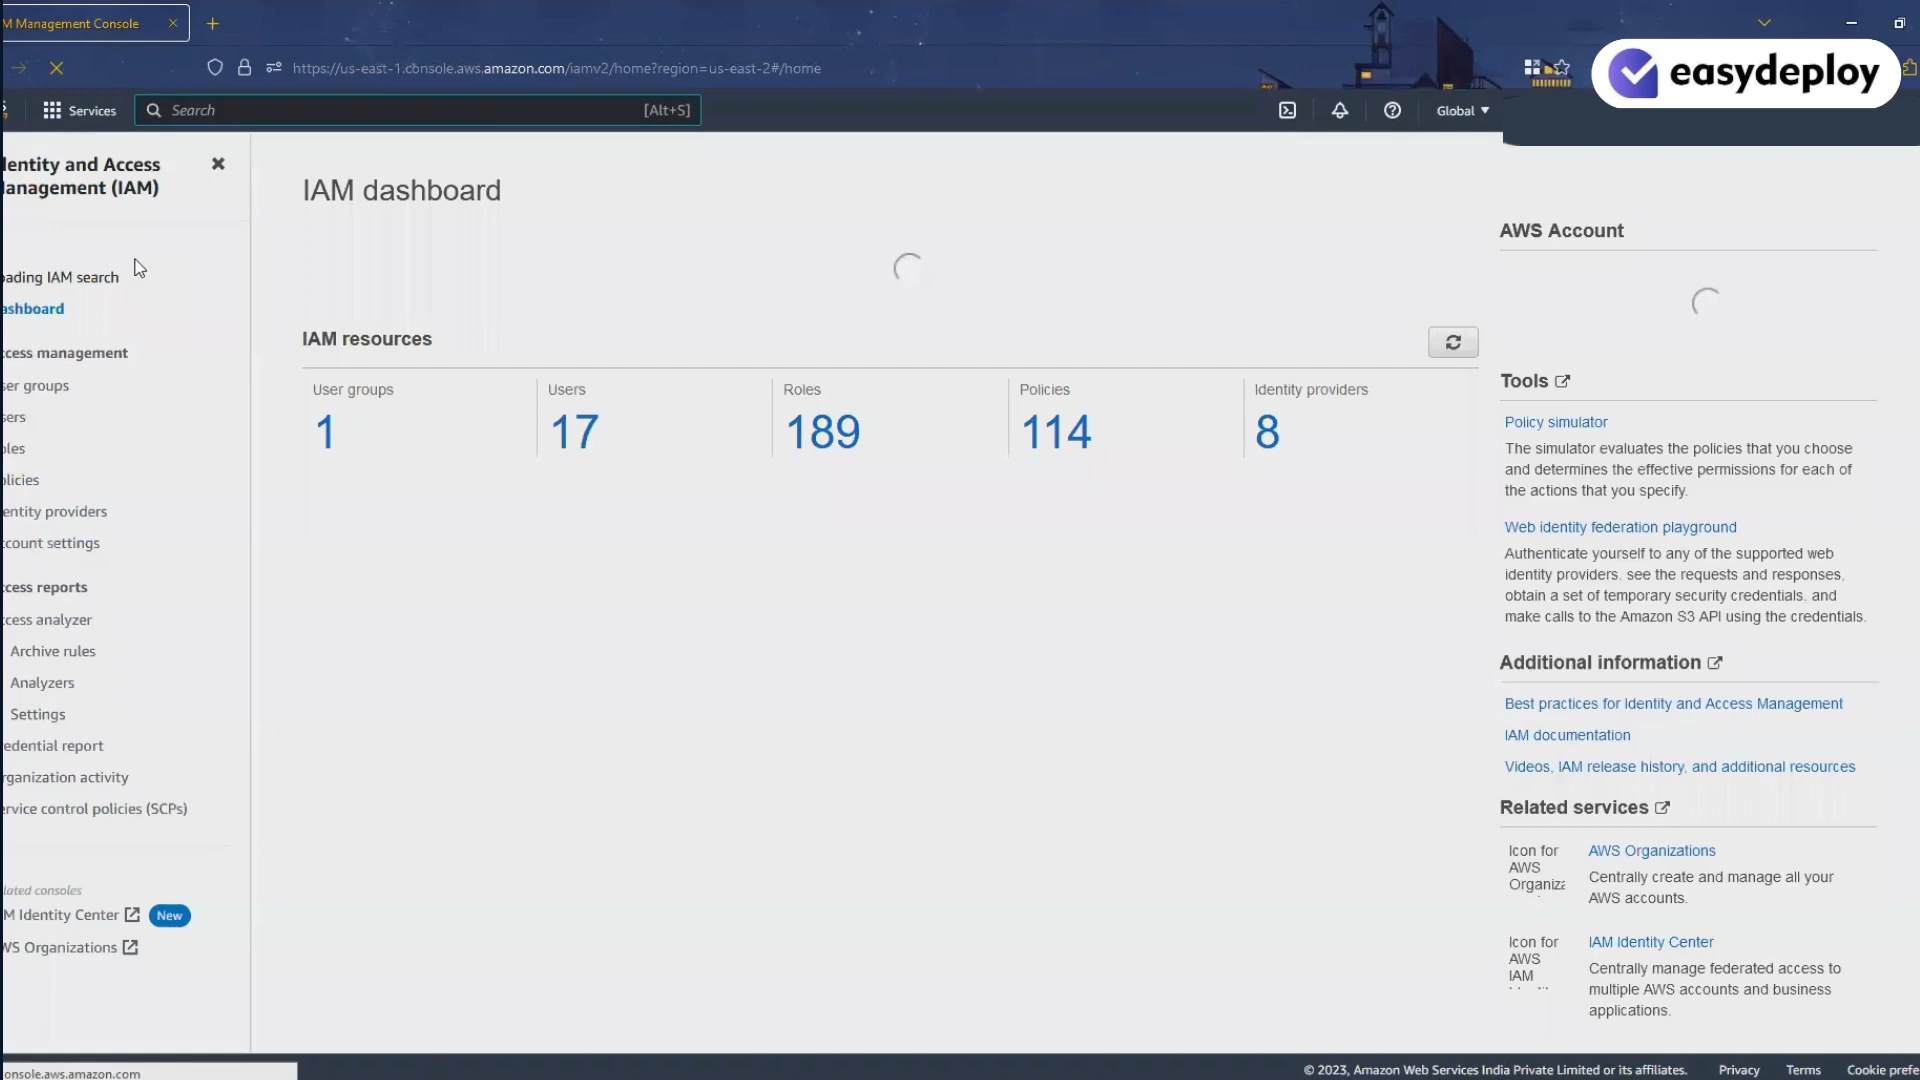 M Management Console
https://us-east-1.console.aws.amazon.com/iamv2/home?region=us-east-2#/home
easydeploy
Services
Search
[Alt+S]
Global
entity and Access
anagement (IAM)
oading IAM search
ashboard
ccess management
ser groups
sers
oles
olicies
entity providers
ccount settings
ccess reports
ccess analyzer
Archive rules
Analyzers
Settings
redential report
rganization activity
ervice control policies (SCPs)
lated consoles
M Identity Center
New
WS Organizations
onsole.aws.amazon.com
IAM dashboard
IAM resources
User groups
1
Users
17
Roles
189
Policies
114
Identity providers
8
AWS Account
Tools
Policy simulator
The simulator evaluates the policies that you choose
and determines the effective permissions for each of
the actions that you specify.
Web identity federation playground
Authenticate yourself to any of the supported web
identity providers, see the requests and responses,
obtain a set of temporary security credentials, and
make calls to the Amazon S3 API using the credentials.
Additional information
Best practices for Identity and Access Management
IAM documentation
Videos, IAM release history, and additional resources
Related services
Icon for
AWS
Organiza
AWS Organizations
Centrally create and manage all your
AWS accounts.
Icon for
AWS
IAM
IAM Identity Center
Centrally manage federated access to
multiple AWS accounts and business
applications.
© 2023, Amazon Web Services India Private Limited or its affiliates.
Privacy
Terms
Cookie prefe